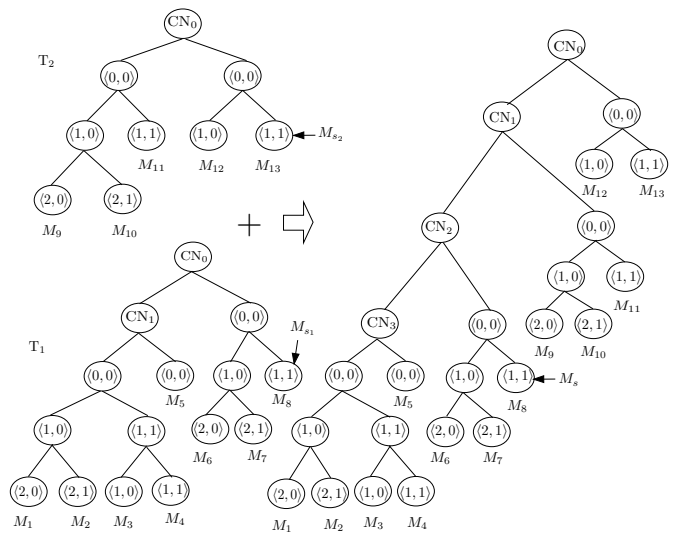 CN₀
T₂
⟨0, 0⟩ ⟨0, 0⟩
⟨1, 0⟩ ⟨1, 1⟩ ⟨1, 0⟩ ⟨1, 1⟩ M_{s₂}
M₁₁ M₁₂ M₁₃
⟨2, 0⟩ ⟨2, 1⟩
M₉ M₁₀
+
CN₀
CN₁ ⟨0, 0⟩
M_{s₁}
T₁
⟨0, 0⟩ ⟨0, 0⟩ ⟨1, 0⟩ ⟨1, 1⟩
M₅ M₈
⟨1, 0⟩ ⟨1, 1⟩ ⟨2, 0⟩ ⟨2, 1⟩
M₆ M₇
⟨2, 0⟩ ⟨2, 1⟩ ⟨1, 0⟩ ⟨1, 1⟩
M₁ M₂ M₃ M₄
CN₀
CN₁ ⟨0, 0⟩
⟨1, 0⟩ ⟨1, 1⟩
M₁₂ M₁₃
CN₂ ⟨0, 0⟩
⟨1, 0⟩ ⟨1, 1⟩
M₁₁
CN₃ ⟨0, 0⟩ ⟨2, 0⟩ ⟨2, 1⟩
M₉ M₁₀
⟨0, 0⟩ ⟨0, 0⟩ ⟨1, 0⟩ ⟨1, 1⟩ M_s
M₅ M₈
⟨1, 0⟩ ⟨1, 1⟩ ⟨2, 0⟩ ⟨2, 1⟩
M₆ M₇
⟨2, 0⟩ ⟨2, 1⟩ ⟨1, 0⟩ ⟨1, 1⟩
M₁ M₂ M₃ M₄